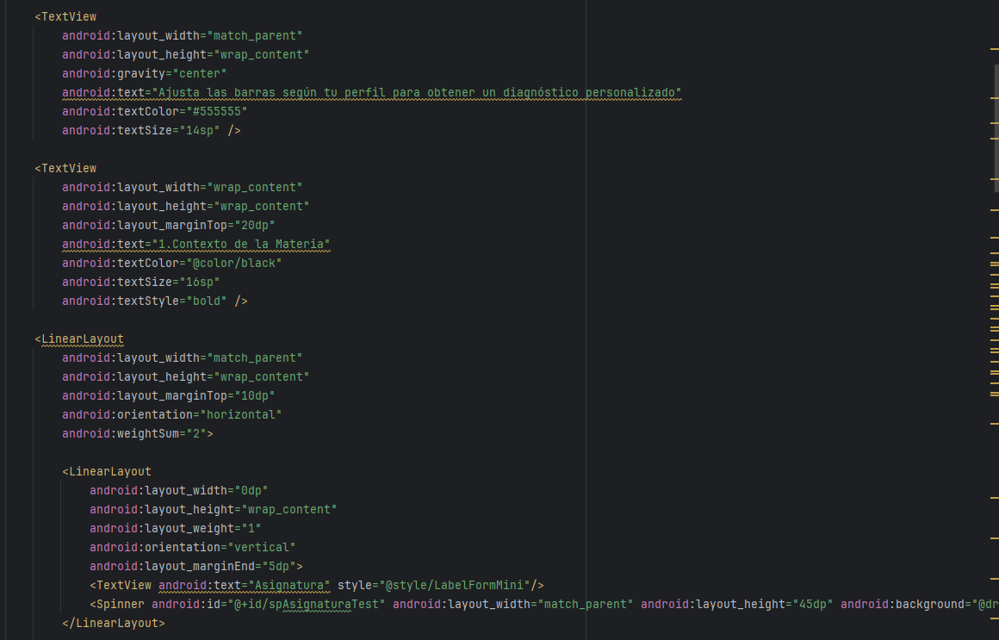 <TextView
android:layout_width="match_parent"
android:layout_height="wrap_content"
android:gravity="center"
android:text="Ajusta las barras según tu perfil para obtener un diagnóstico personalizado"
android:textColor="#555555"
android:textSize="14sp" />
<TextView
android:layout_width="wrap_content"
android:layout_height="wrap_content"
android:layout_marginTop="20dp"
android:text="1.Contexto de la Materia"
android:textColor="@color/black"
android:textSize="16sp"
android:textStyle="bold" />
<LinearLayout
android:layout_width="match_parent"
android:layout_height="wrap_content"
android:layout_marginTop="10dp"
android:orientation="horizontal"
android:weightSum="2">
<LinearLayout
android:layout_width="0dp"
android:layout_height="wrap_content"
android:layout_weight="1"
android:orientation="vertical"
android:layout_marginEnd="5dp">
<TextView android:text="Asignatura" style="@style/LabelFormMini"/>
<Spinner android:id="@+id/spAsignaturaTest" android:layout_width="match_parent" android:layout_height="45dp" android:background="@dr
</LinearLayout>